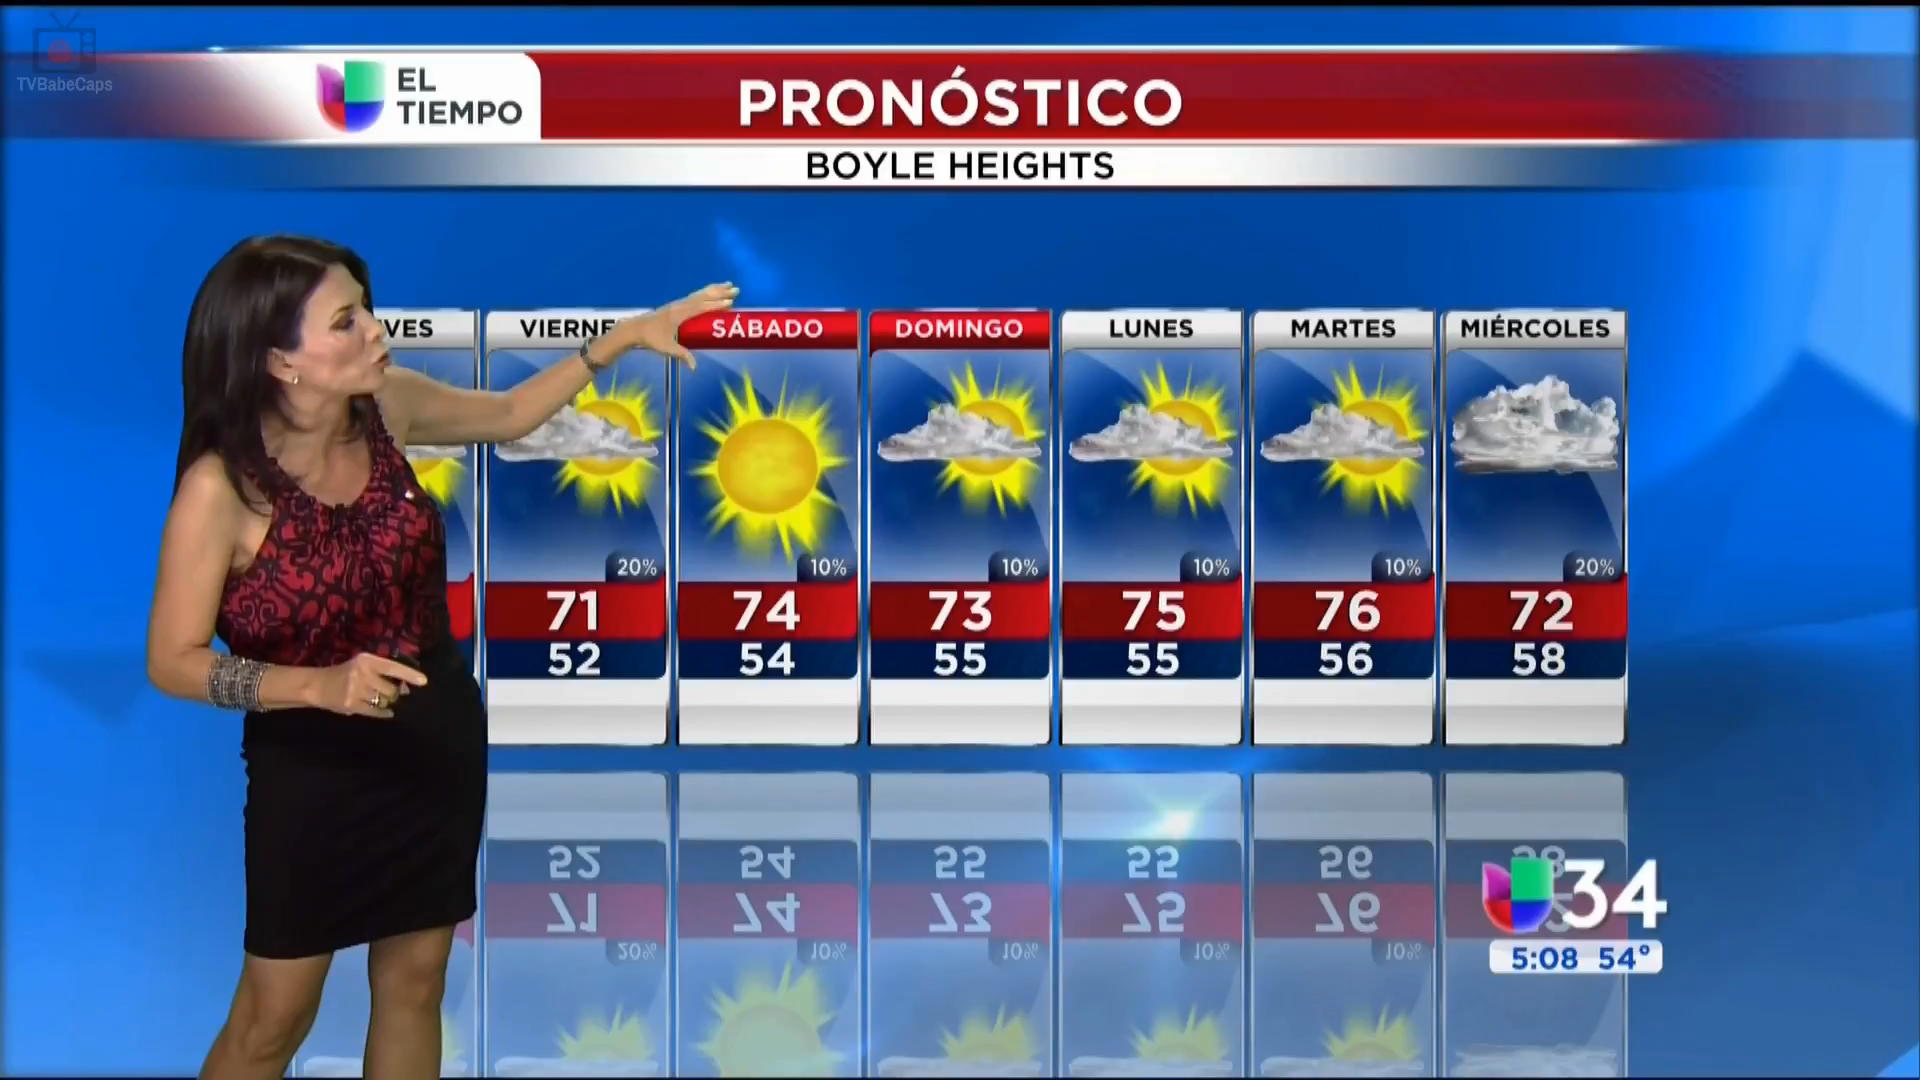 TVBabeCaps
EL
TIEMPO
PRONÓSTICO
BOYLE HEIGHTS
VIERNE
SÁBADO
DOMINGO
LUNES
MARTES
MIÉRCOLES
20%
10%
10%
10%
10%
20%
71
74
73
75
76
72
52
54
55
55
56
58
34
5:08 54°